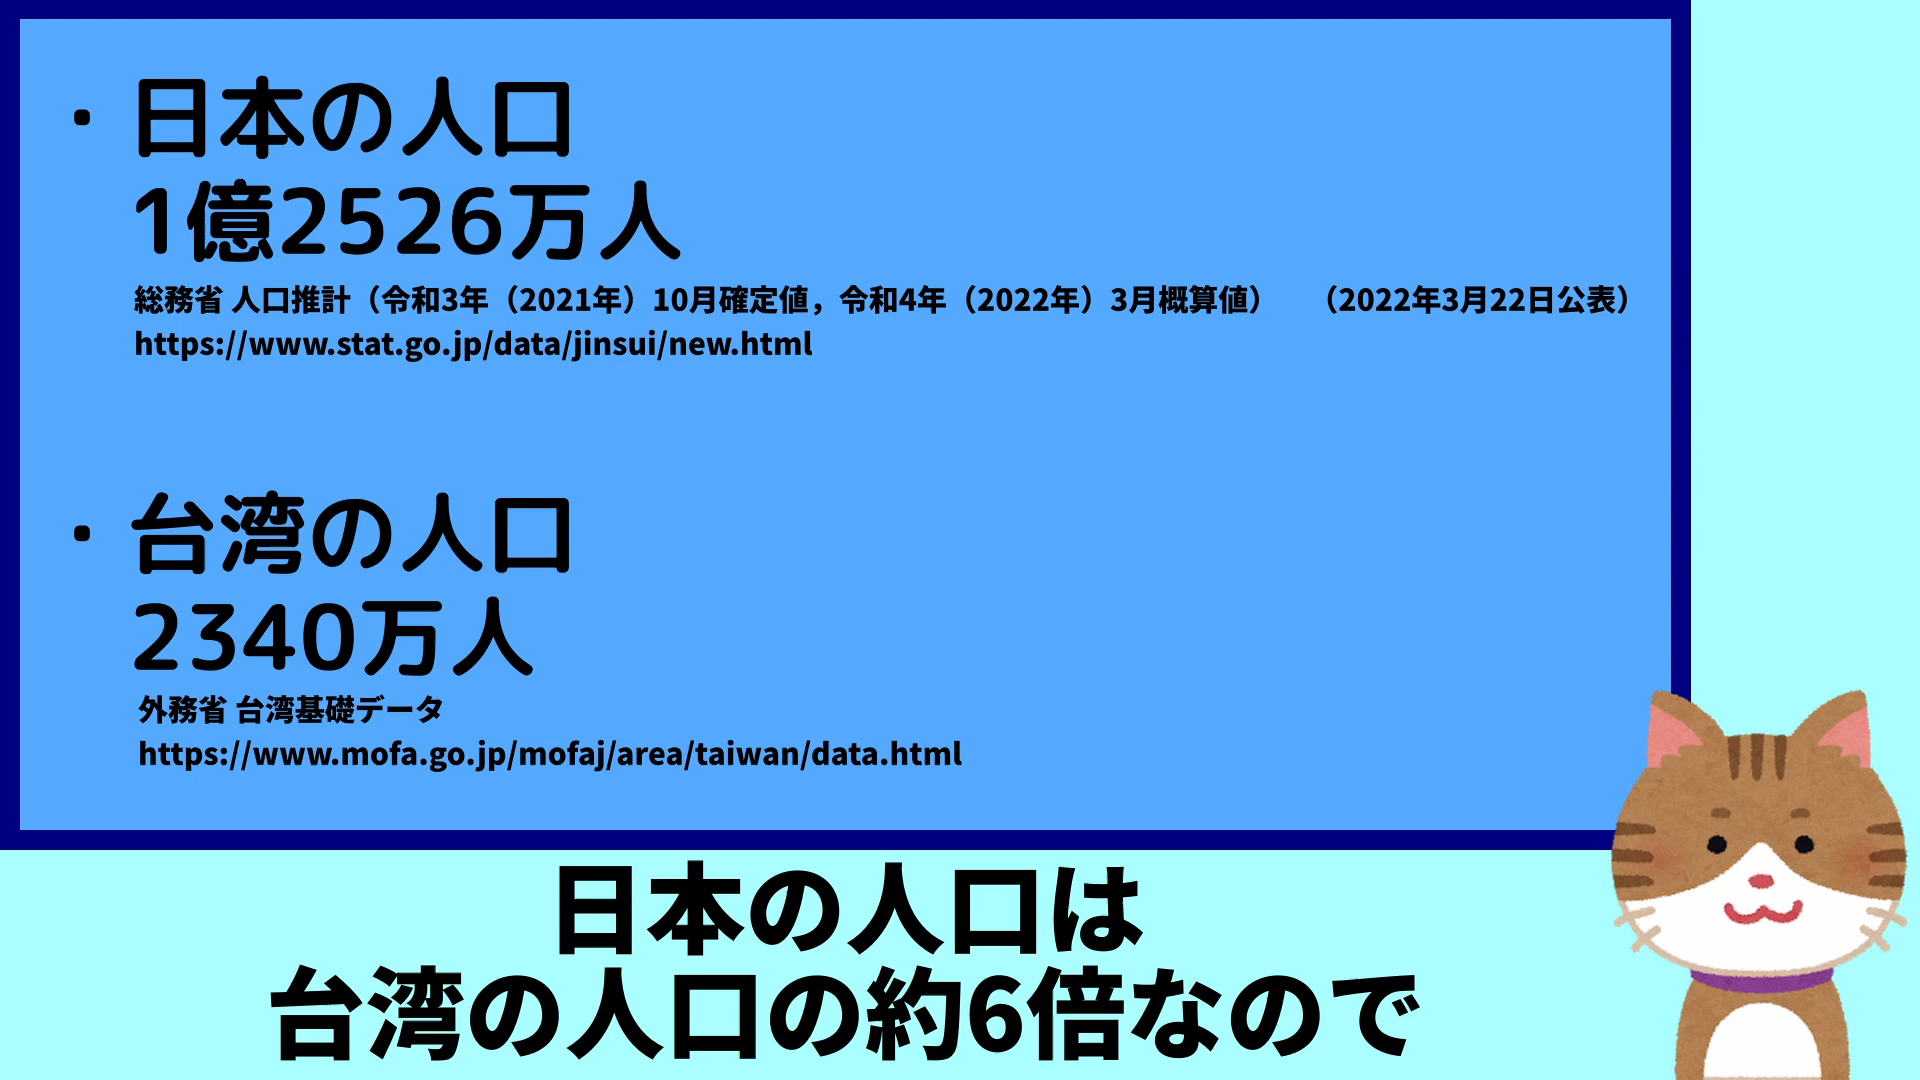 ・日本の人口
1億2526万人
総務省 人口推計（令和3年（2021年）10月確定値，令和4年（2022年）3月概算値）　（2022年3月22日公表）
https://www.stat.go.jp/data/jinsui/new.html
・台湾の人口
2340万人
外務省 台湾基礎データ
https://www.mofa.go.jp/mofaj/area/taiwan/data.html
日本の人口は
台湾の人口の約6倍なので